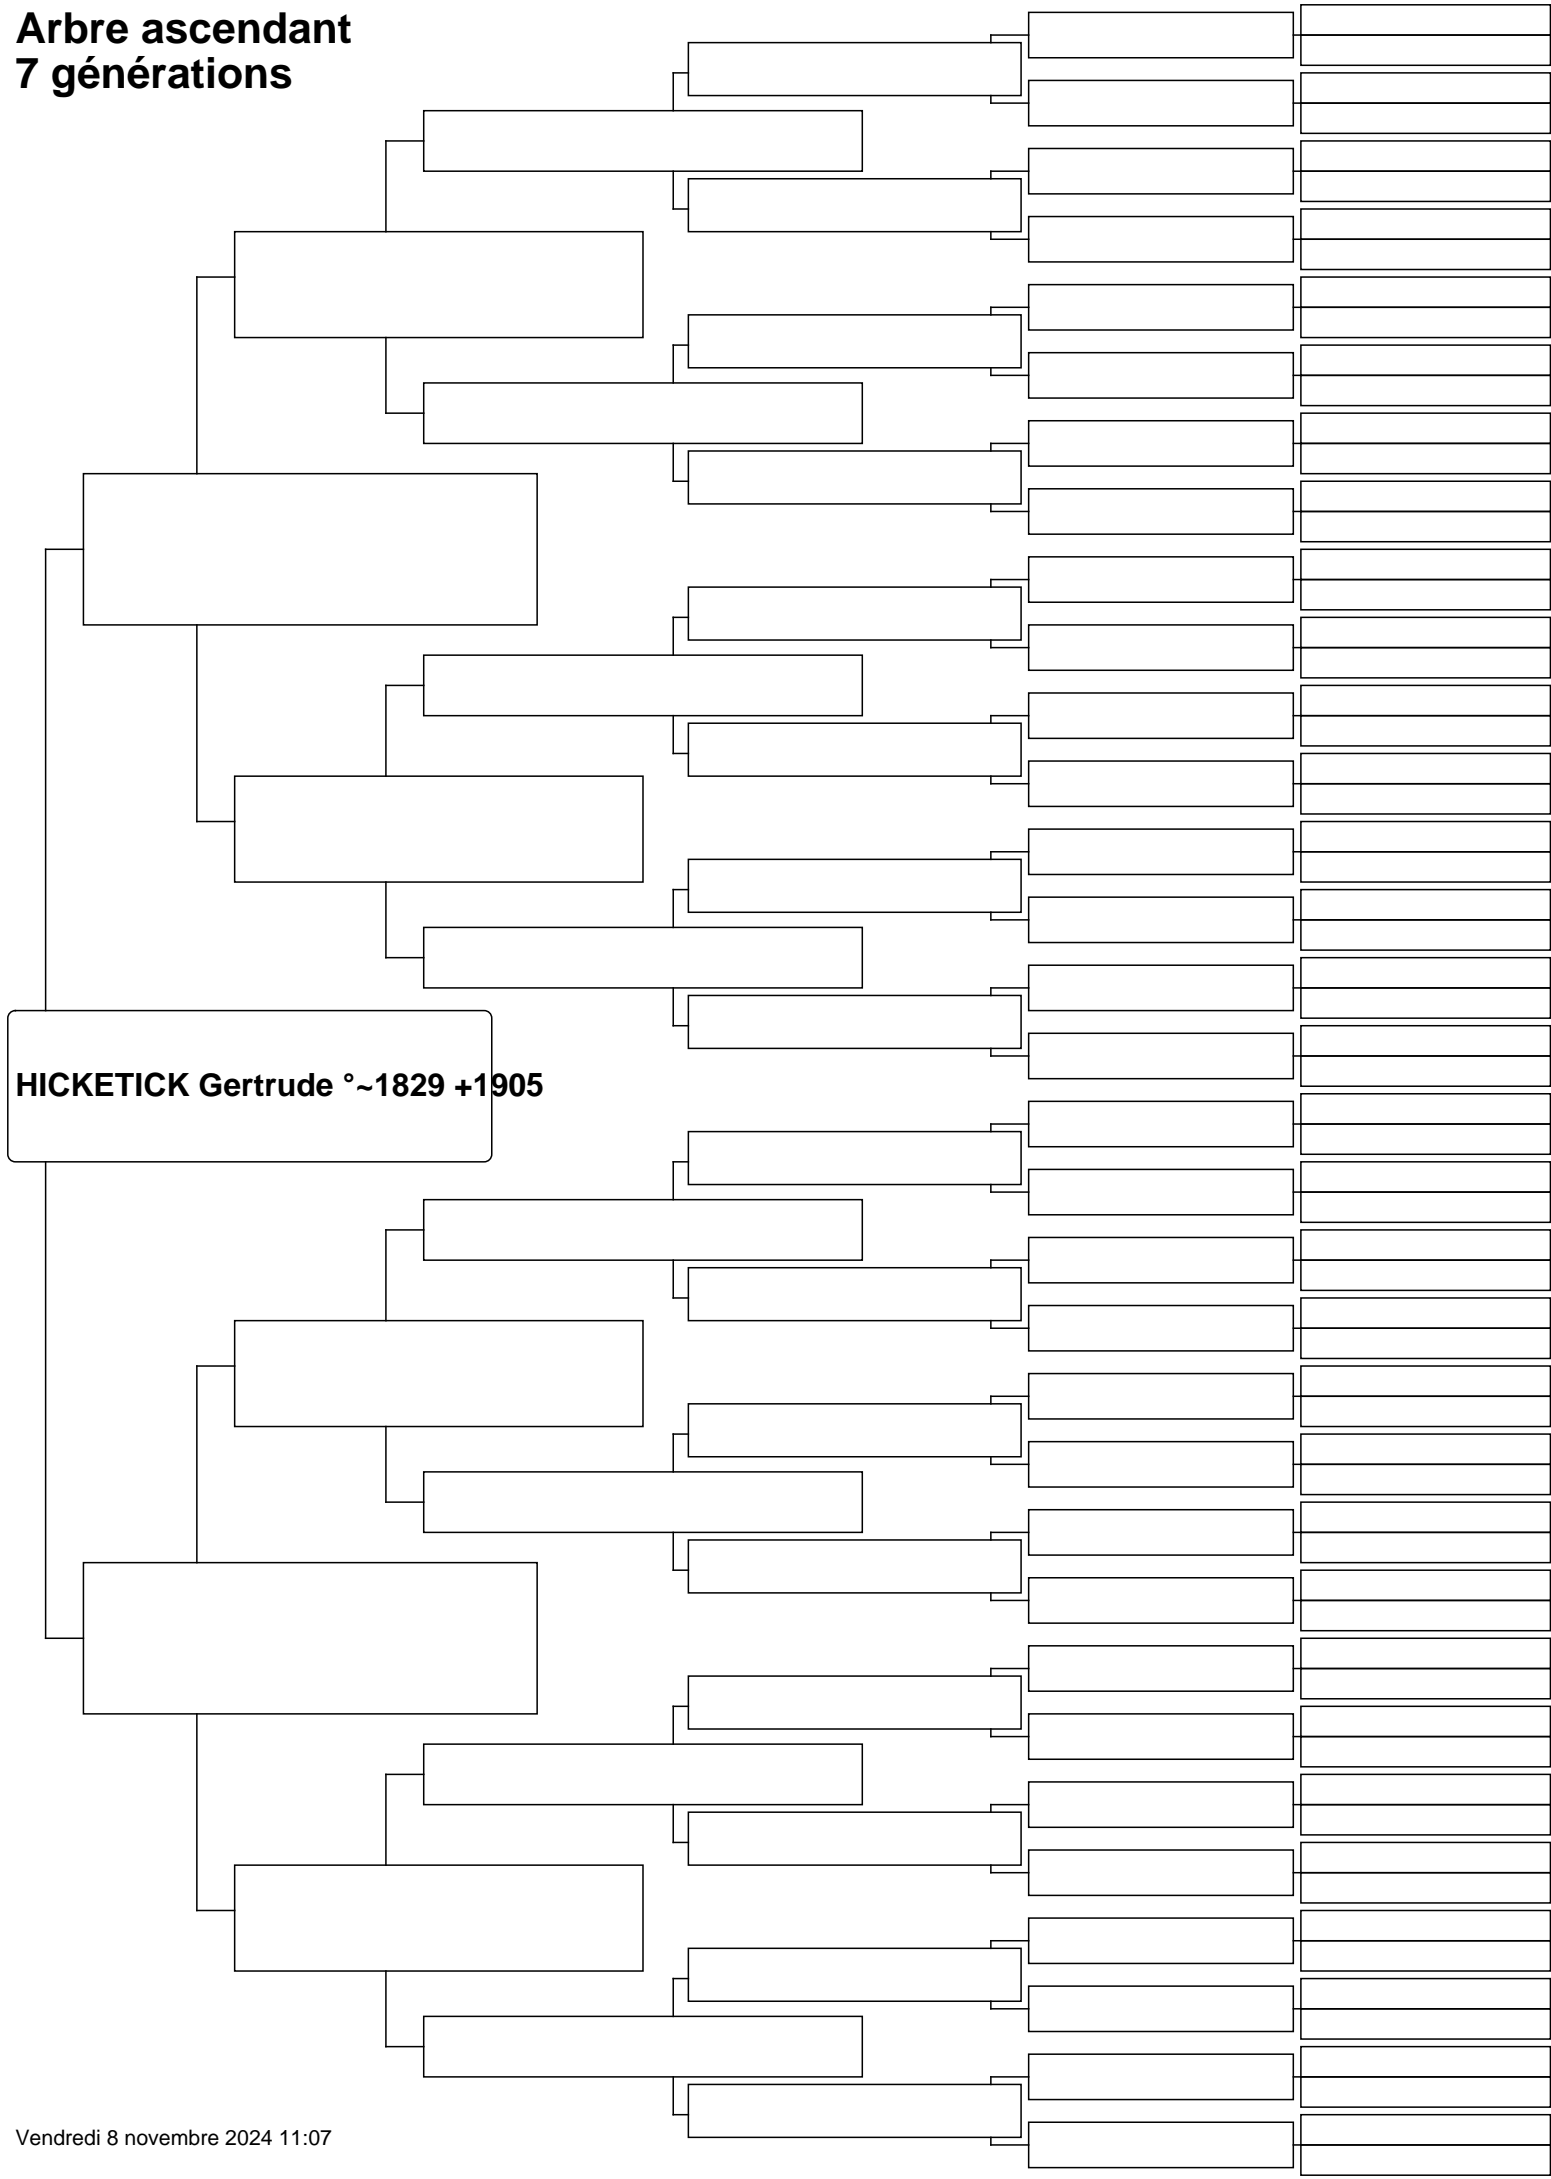 Arbre ascendant
7 générations
HICKETICK Gertrude °~1829 +1905
Vendredi 8 novembre 2024 11:07